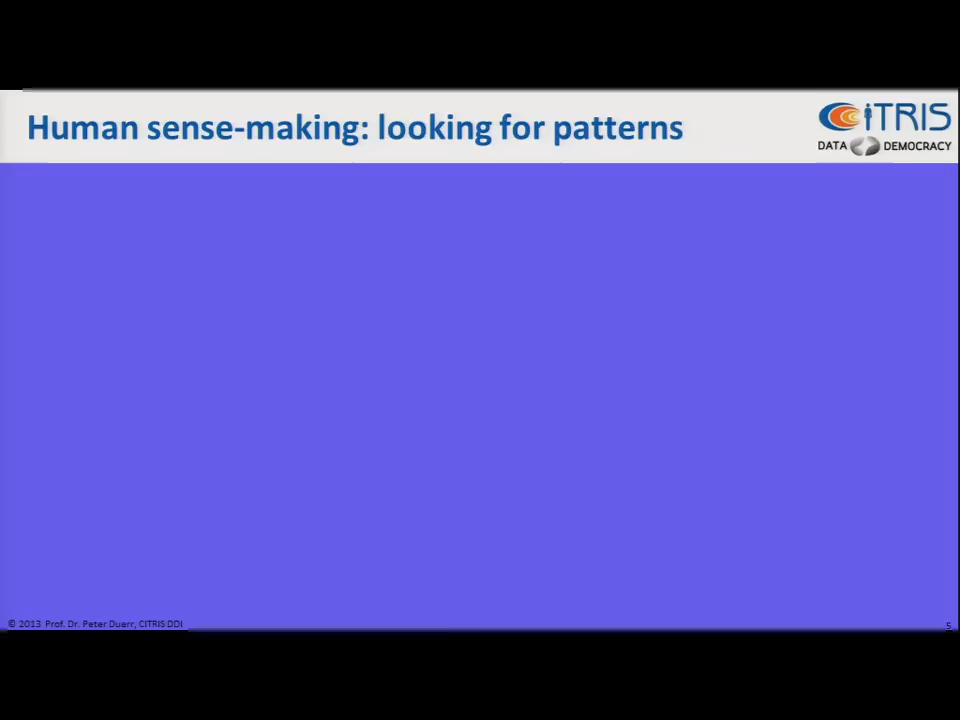 Human sense-making: looking for patterns
CiTRIS
DATA DEMOCRACY
© 2013 Prof. Dr. Peter Duerr, CITRIS DDI
5